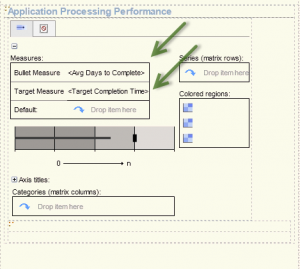 Application Processing Performance
Measures:
Series (matrix rows):
Bullet Measure <Avg Days to Complete>
Drop item here
Target Measure <Target Completion Time>
Default: Drop item here
Colored regions:
0 n
Axis titles:
Categories (matrix columns):
Drop item here